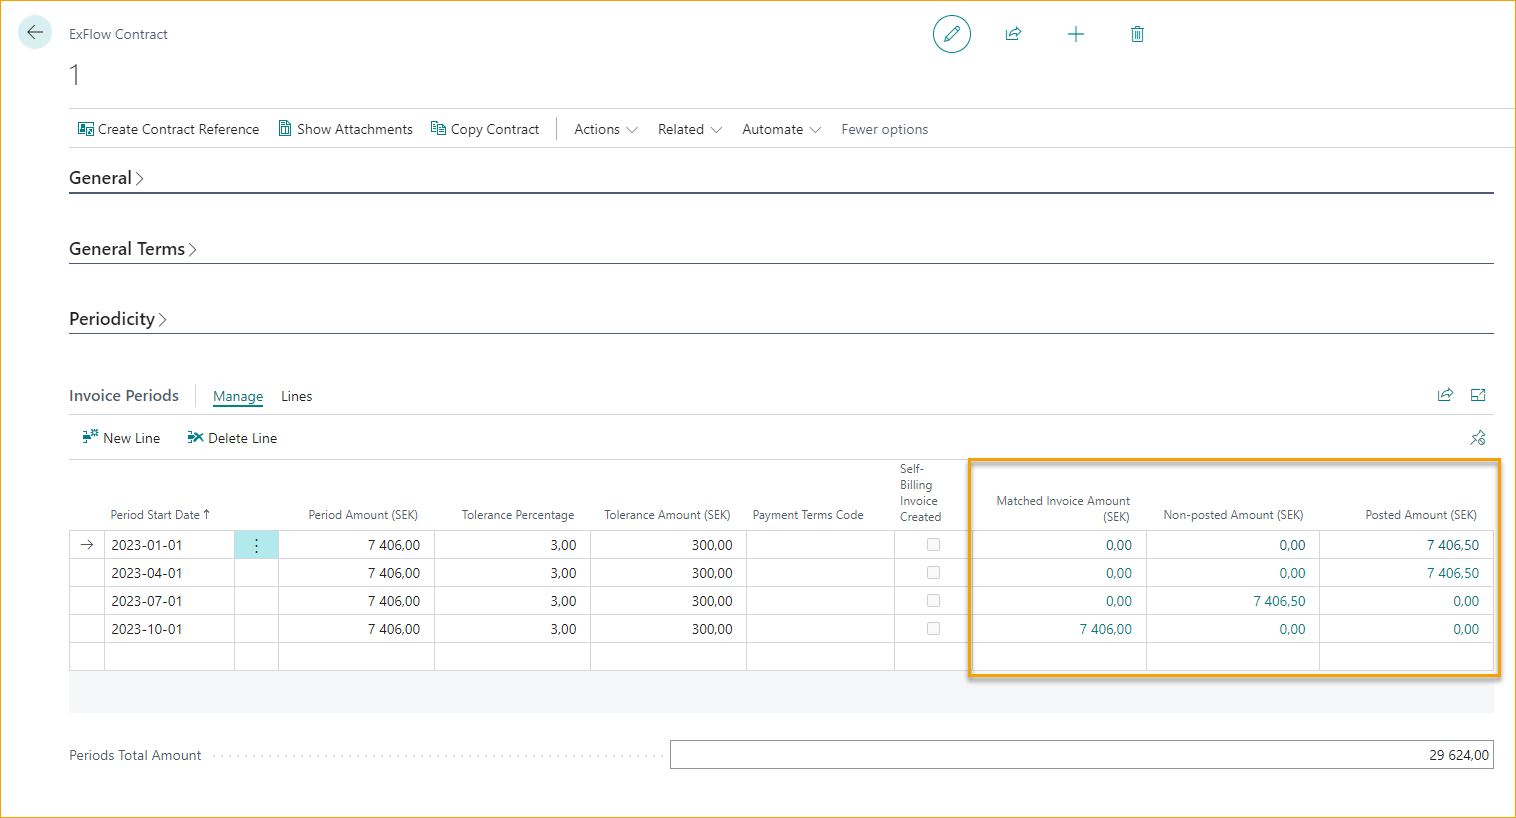 ExFlow Contract
1
Create Contract Reference Show Attachments Copy Contract Actions Related Automate Fewer options
General
General Terms
Periodicity
Invoice Periods Manage Lines
New Line Delete Line
Period Start Date ↑ Period Amount (SEK) Tolerance Percentage Tolerance Amount (SEK) Payment Terms Code Self-Billing Invoice Created Matched Invoice Amount (SEK) Non-posted Amount (SEK) Posted Amount (SEK)
2023-01-01 7 406,00 3,00 300,00 0,00 0,00 7 406,50
2023-04-01 7 406,00 3,00 300,00 0,00 0,00 7 406,50
2023-07-01 7 406,00 3,00 300,00 0,00 7 406,50 0,00
2023-10-01 7 406,00 3,00 300,00 7 406,00 0,00 0,00
Periods Total Amount 29 624,00